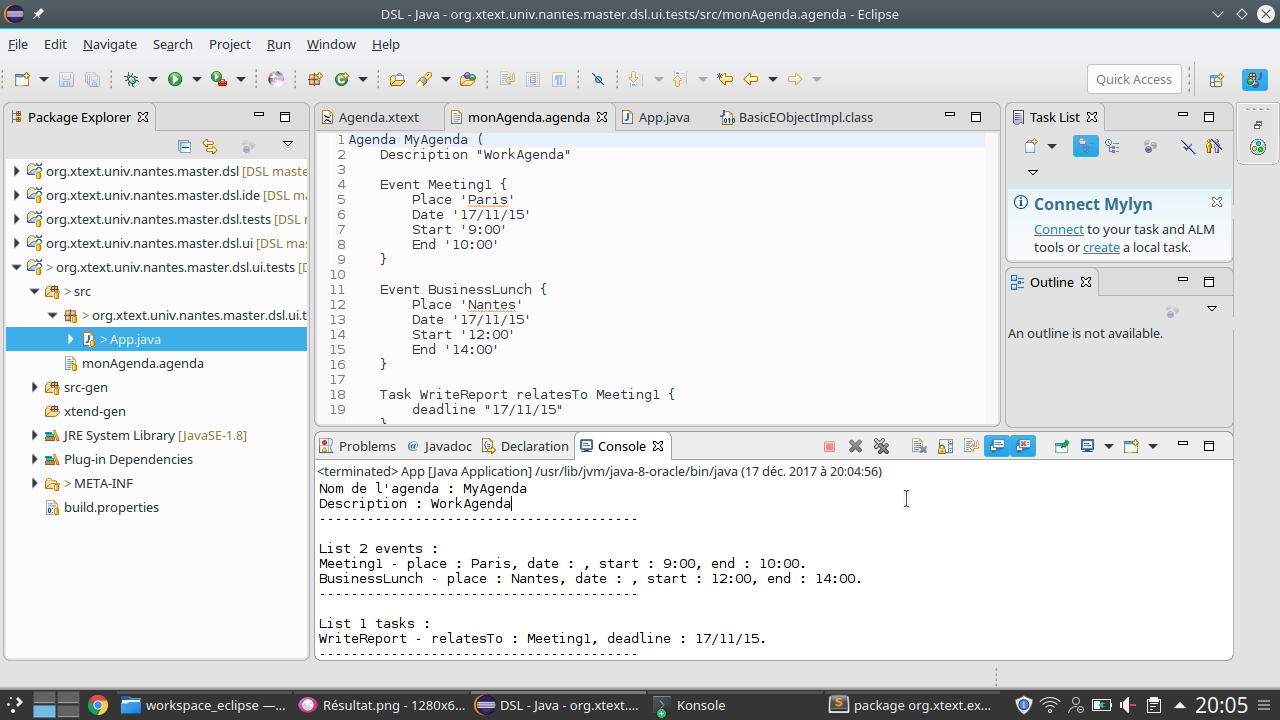 DSL - Java - org.xtext.univ.nantes.master.dsl.ui.tests/src/monAgenda.agenda - Eclipse
File Edit Navigate Search Project Run Window Help
Quick Access
Package Explorer
org.xtext.univ.nantes.master.dsl [DSL maste
org.xtext.univ.nantes.master.dsl.ide [DSL ma
org.xtext.univ.nantes.master.dsl.tests [DSL m
org.xtext.univ.nantes.master.dsl.ui [DSL mas
> org.xtext.univ.nantes.master.dsl.ui.tests [D
> src
> org.xtext.univ.nantes.master.dsl.ui.t
> App.java
monAgenda.agenda
src-gen
xtend-gen
JRE System Library [JavaSE-1.8]
Plug-in Dependencies
> META-INF
build.properties
Agenda.xtext monAgenda.agenda App.java BasicEObjectImpl.class
1 Agenda MyAgenda {
2 Description "WorkAgenda"
3
4 Event Meeting1 {
5 Place 'Paris'
6 Date '17/11/15'
7 Start '9:00'
8 End '10:00'
9 }
10
11 Event BusinessLunch {
12 Place 'Nantes'
13 Date '17/11/15'
14 Start '12:00'
15 End '14:00'
16 }
17
18 Task WriteReport relatesTo Meeting1 {
19 deadline "17/11/15"
}
Task List
Connect Mylyn
Connect to your task and ALM
tools or create a local task.
Outline
An outline is not available.
Problems @ Javadoc Declaration Console
<terminated> App [Java Application] /usr/lib/jvm/java-8-oracle/bin/java (17 déc. 2017 à 20:04:56)
Nom de l'agenda : MyAgenda
Description : WorkAgenda
----------------------------------------
List 2 events :
Meeting1 - place : Paris, date : , start : 9:00, end : 10:00.
BusinessLunch - place : Nantes, date : , start : 12:00, end : 14:00.
----------------------------------------
List 1 tasks :
WriteReport - relatesTo : Meeting1, deadline : 17/11/15.
----------------------------------------
workspace_eclipse —... Résultat.png - 1280x6... DSL - Java - org.xtext.... Konsole package org.xtext.ex... 20:05